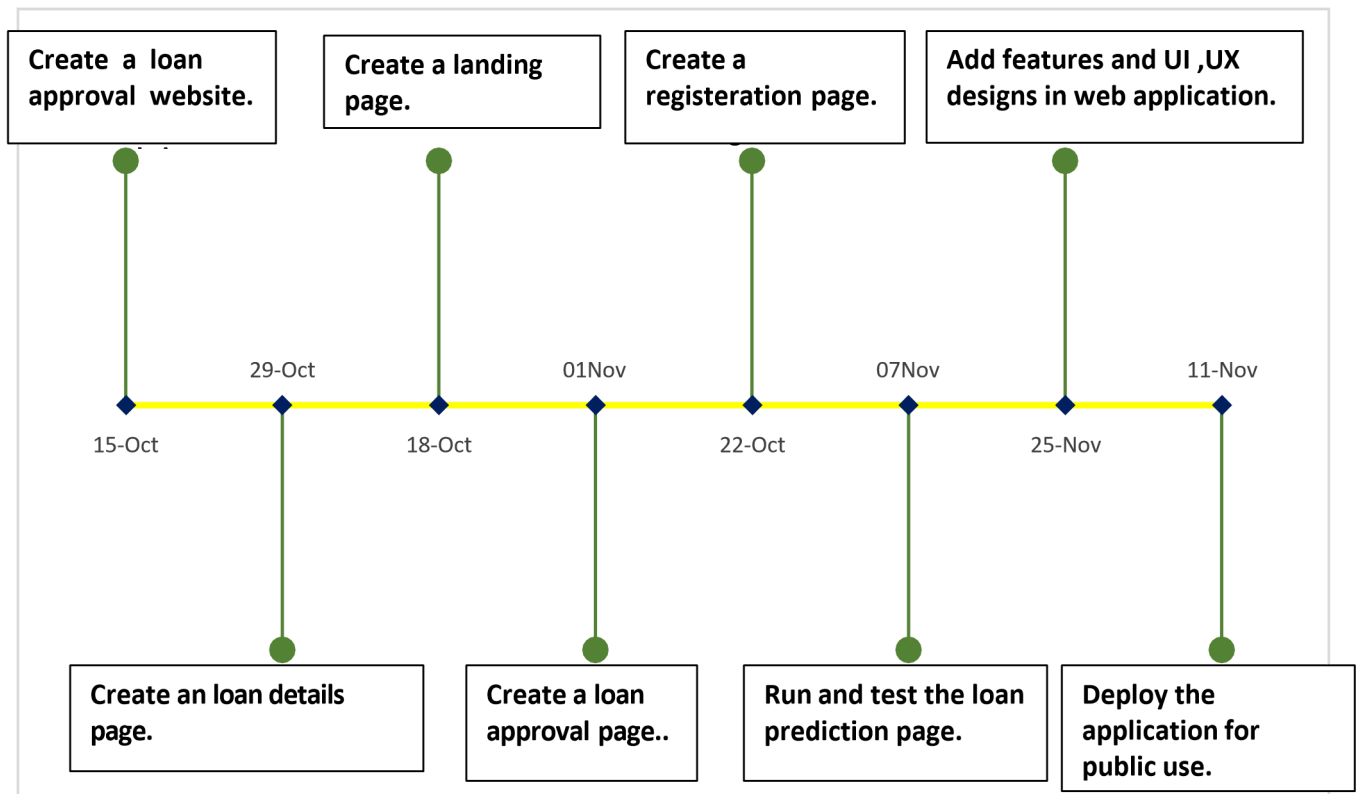 Create a loan
approval website.
Create a landing
page.
Create a
registeration page.
Add features and UI ,UX
designs in web application.
29-Oct
01Nov
07Nov
11-Nov
15-Oct
18-Oct
22-Oct
25-Nov
Create an loan details
page.
Create a loan
approval page..
Run and test the loan
prediction page.
Deploy the
application for
public use.